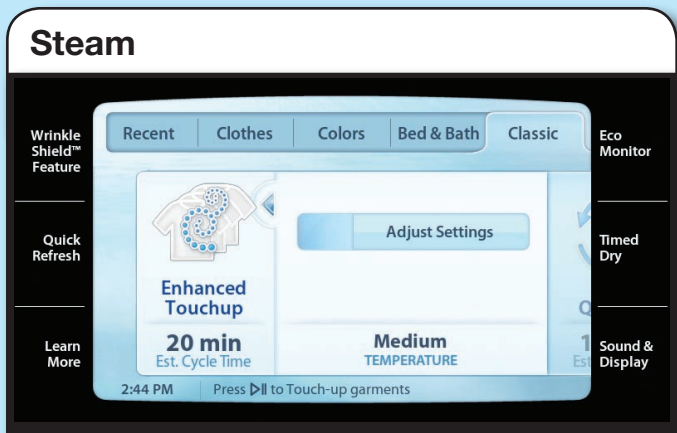 Steam
Wrinkle
Shield™
Feature
Quick
Refresh
Learn
More
Recent Clothes Colors Bed & Bath Classic
Enhanced
Touchup
20 min
Est. Cycle Time
Adjust Settings
Medium
TEMPERATURE
Q
1
Est
2:44 PM Press ▷II to Touch-up garments
Eco
Monitor
Timed
Dry
Sound &
Display